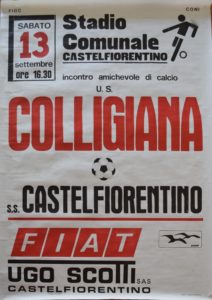 FIGC CONI
SABATO
13
settembre
ore 16.30
Stadio
Comunale
CASTELFIORENTINO
incontro amichevole di calcio
U.S.
COLLIGIANA
s.s. CASTELFIORENTINO
FIAT
UGO SCOTTI SAS
CASTELFIORENTINO